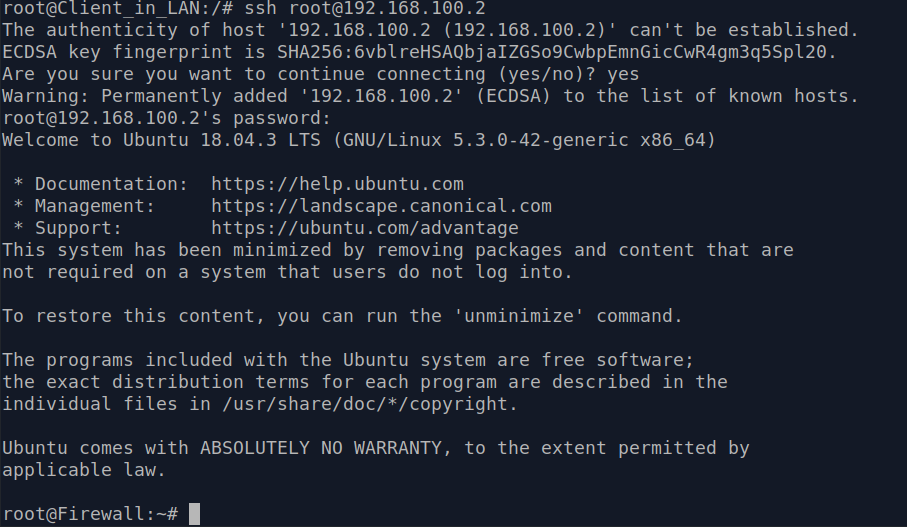 root@Client_in_LAN:/# ssh root@192.168.100.2
The authenticity of host '192.168.100.2 (192.168.100.2)' can't be established.
ECDSA key fingerprint is SHA256:6vblreHSAQbjaIZGSo9CwbpEmnGicCwR4gm3q5Spl20.
Are you sure you want to continue connecting (yes/no)? yes
Warning: Permanently added '192.168.100.2' (ECDSA) to the list of known hosts.
root@192.168.100.2's password:
Welcome to Ubuntu 18.04.3 LTS (GNU/Linux 5.3.0-42-generic x86_64)

 * Documentation:  https://help.ubuntu.com
 * Management:     https://landscape.canonical.com
 * Support:        https://ubuntu.com/advantage
This system has been minimized by removing packages and content that are
not required on a system that users do not log into.

To restore this content, you can run the 'unminimize' command.

The programs included with the Ubuntu system are free software;
the exact distribution terms for each program are described in the
individual files in /usr/share/doc/*/copyright.

Ubuntu comes with ABSOLUTELY NO WARRANTY, to the extent permitted by
applicable law.

root@Firewall:~#